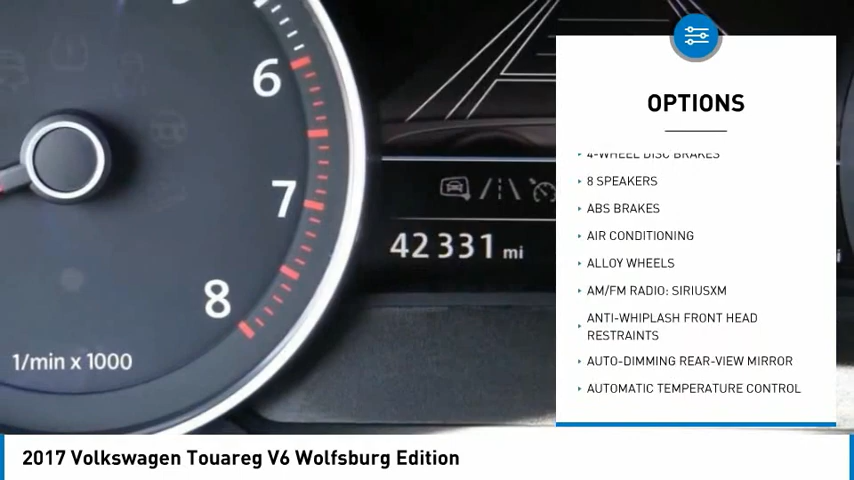 6
7
8
1/min x 1000
42331 mi
OPTIONS
4-WHEEL DISC BRAKES
8 SPEAKERS
ABS BRAKES
AIR CONDITIONING
ALLOY WHEELS
AM/FM RADIO: SIRIUSXM
ANTI-WHIPLASH FRONT HEAD
RESTRAINTS
AUTO-DIMMING REAR-VIEW MIRROR
AUTOMATIC TEMPERATURE CONTROL
2017 Volkswagen Touareg V6 Wolfsburg Edition